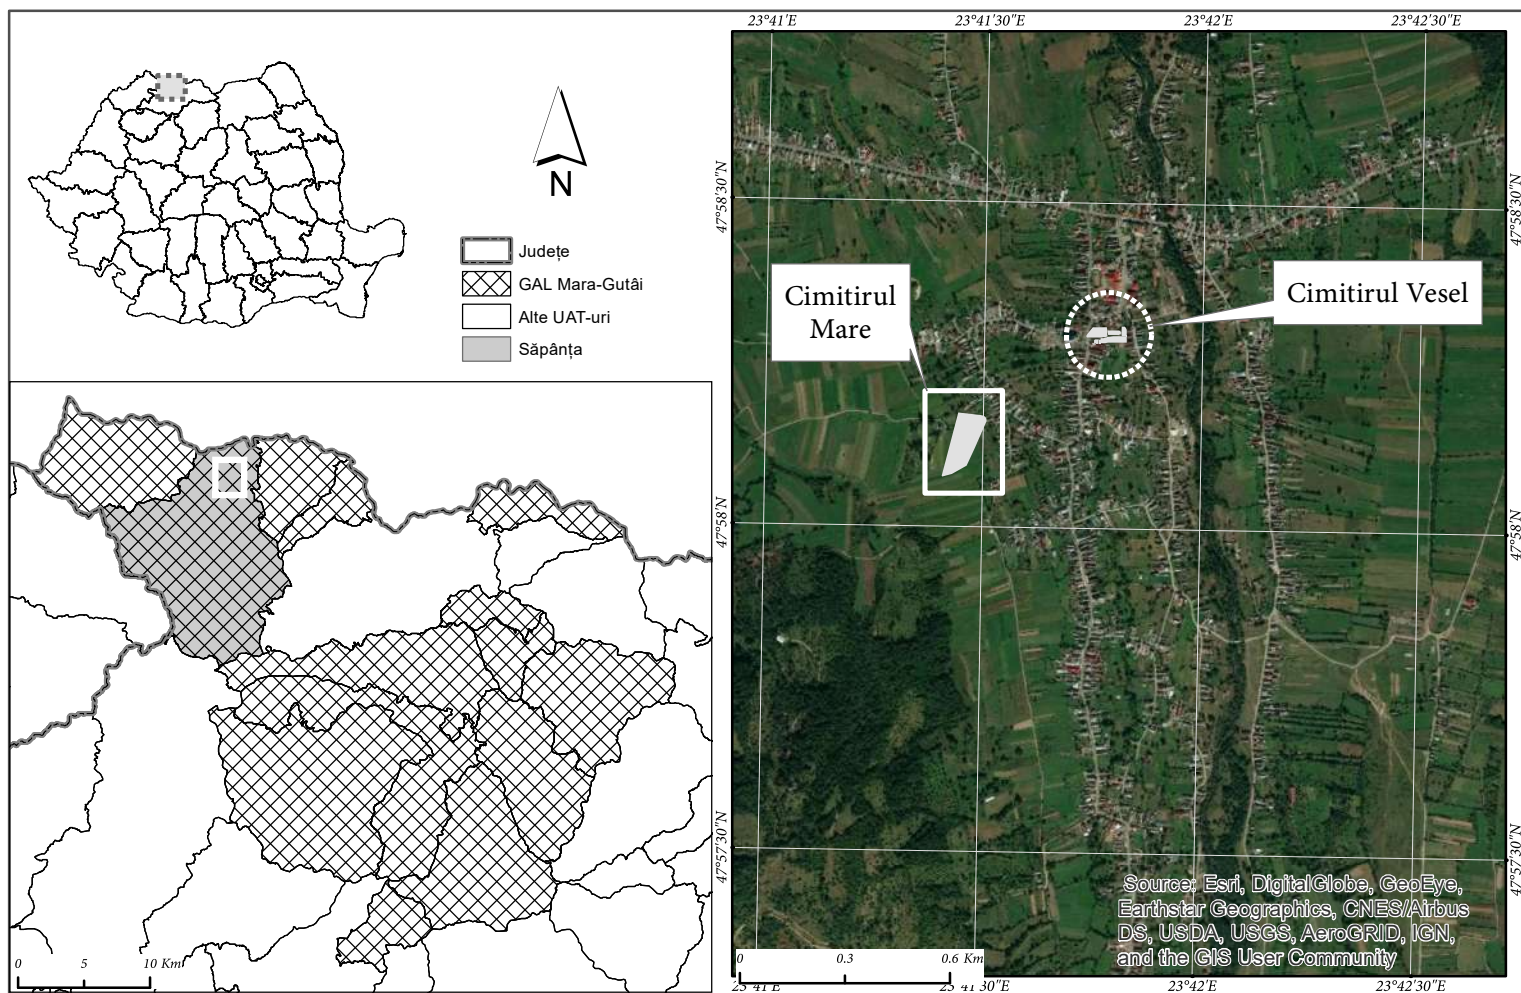 N
Județe
GAL Mara-Gutâi
Alte UAT-uri
Săpânța
0 5 10 Km
23°41'E 23°41'30"E 23°42'E 23°42'30"E
47°58'30"N
47°58'30"N
Cimitirul
Mare
Cimitirul Vesel
47°58'N
47°58'N
47°57'30"N
47°57'30"N
Source: Esri, DigitalGlobe, GeoEye,
Earthstar Geographics, CNES/Airbus
DS, USDA, USGS, AeroGRID, IGN,
and the GIS User Community
0 0.3 0.6 Km
23°41'E 23°41'30"E 23°42'E 23°42'30"E